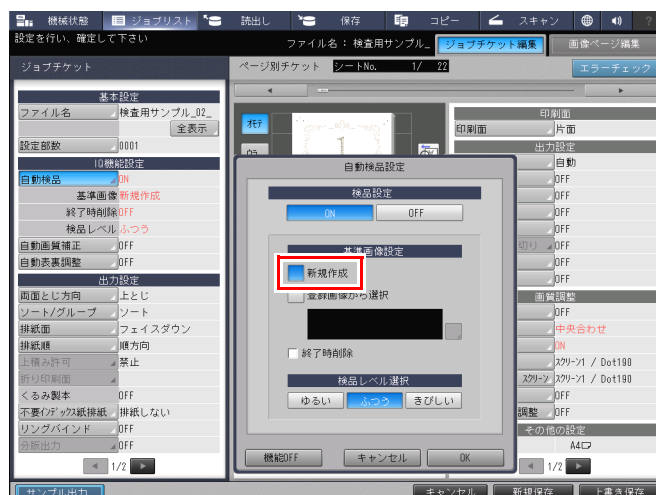 機械状態 ジョブリスト 読出し 保存 コピー スキャン ?
設定を行い、確定して下さい
ファイル名 : 検査用サンプル_ ジョブチケット編集 画像ページ編集
ジョブチケット
ページ別チケット シートNo. 1/ 22 エラーチェック
基本設定
ファイル名 検査用サンプル_02_
全表示
設定部数 0001
IQ機能設定
自動検品 ON
基準画像 新規作成
終了時削除 OFF
検品レベル ふつう
自動画質補正 OFF
自動表裏調整 OFF
出力設定
両面とじ方向 上とじ
ソート/グループ ソート
排紙面 フェイスダウン
排紙順 順方向
上積み許可 禁止
折り印刷面
くるみ製本 OFF
不要インデックス紙排紙 排紙しない
リングバインド OFF
分版出力 OFF
1/2
サンプル出力
オモテ
ウラ
1
自動検品設定
検品設定
ON OFF
基準画像設定
新規作成
登録画像から選択
終了時削除
検品レベル選択
ゆるい ふつう きびしい
機能OFF キャンセル OK
印刷面
印刷面 片面
出力設定
自動
OFF
OFF
OFF
切り OFF
OFF
OFF
画質調整
OFF
中央合わせ
ON
スクリーン1 / Dot190
スクリーン スクリーン1 / Dot190
OFF
調整 OFF
その他の設定
A4
1/2
キャンセル 新規保存 上書き保存